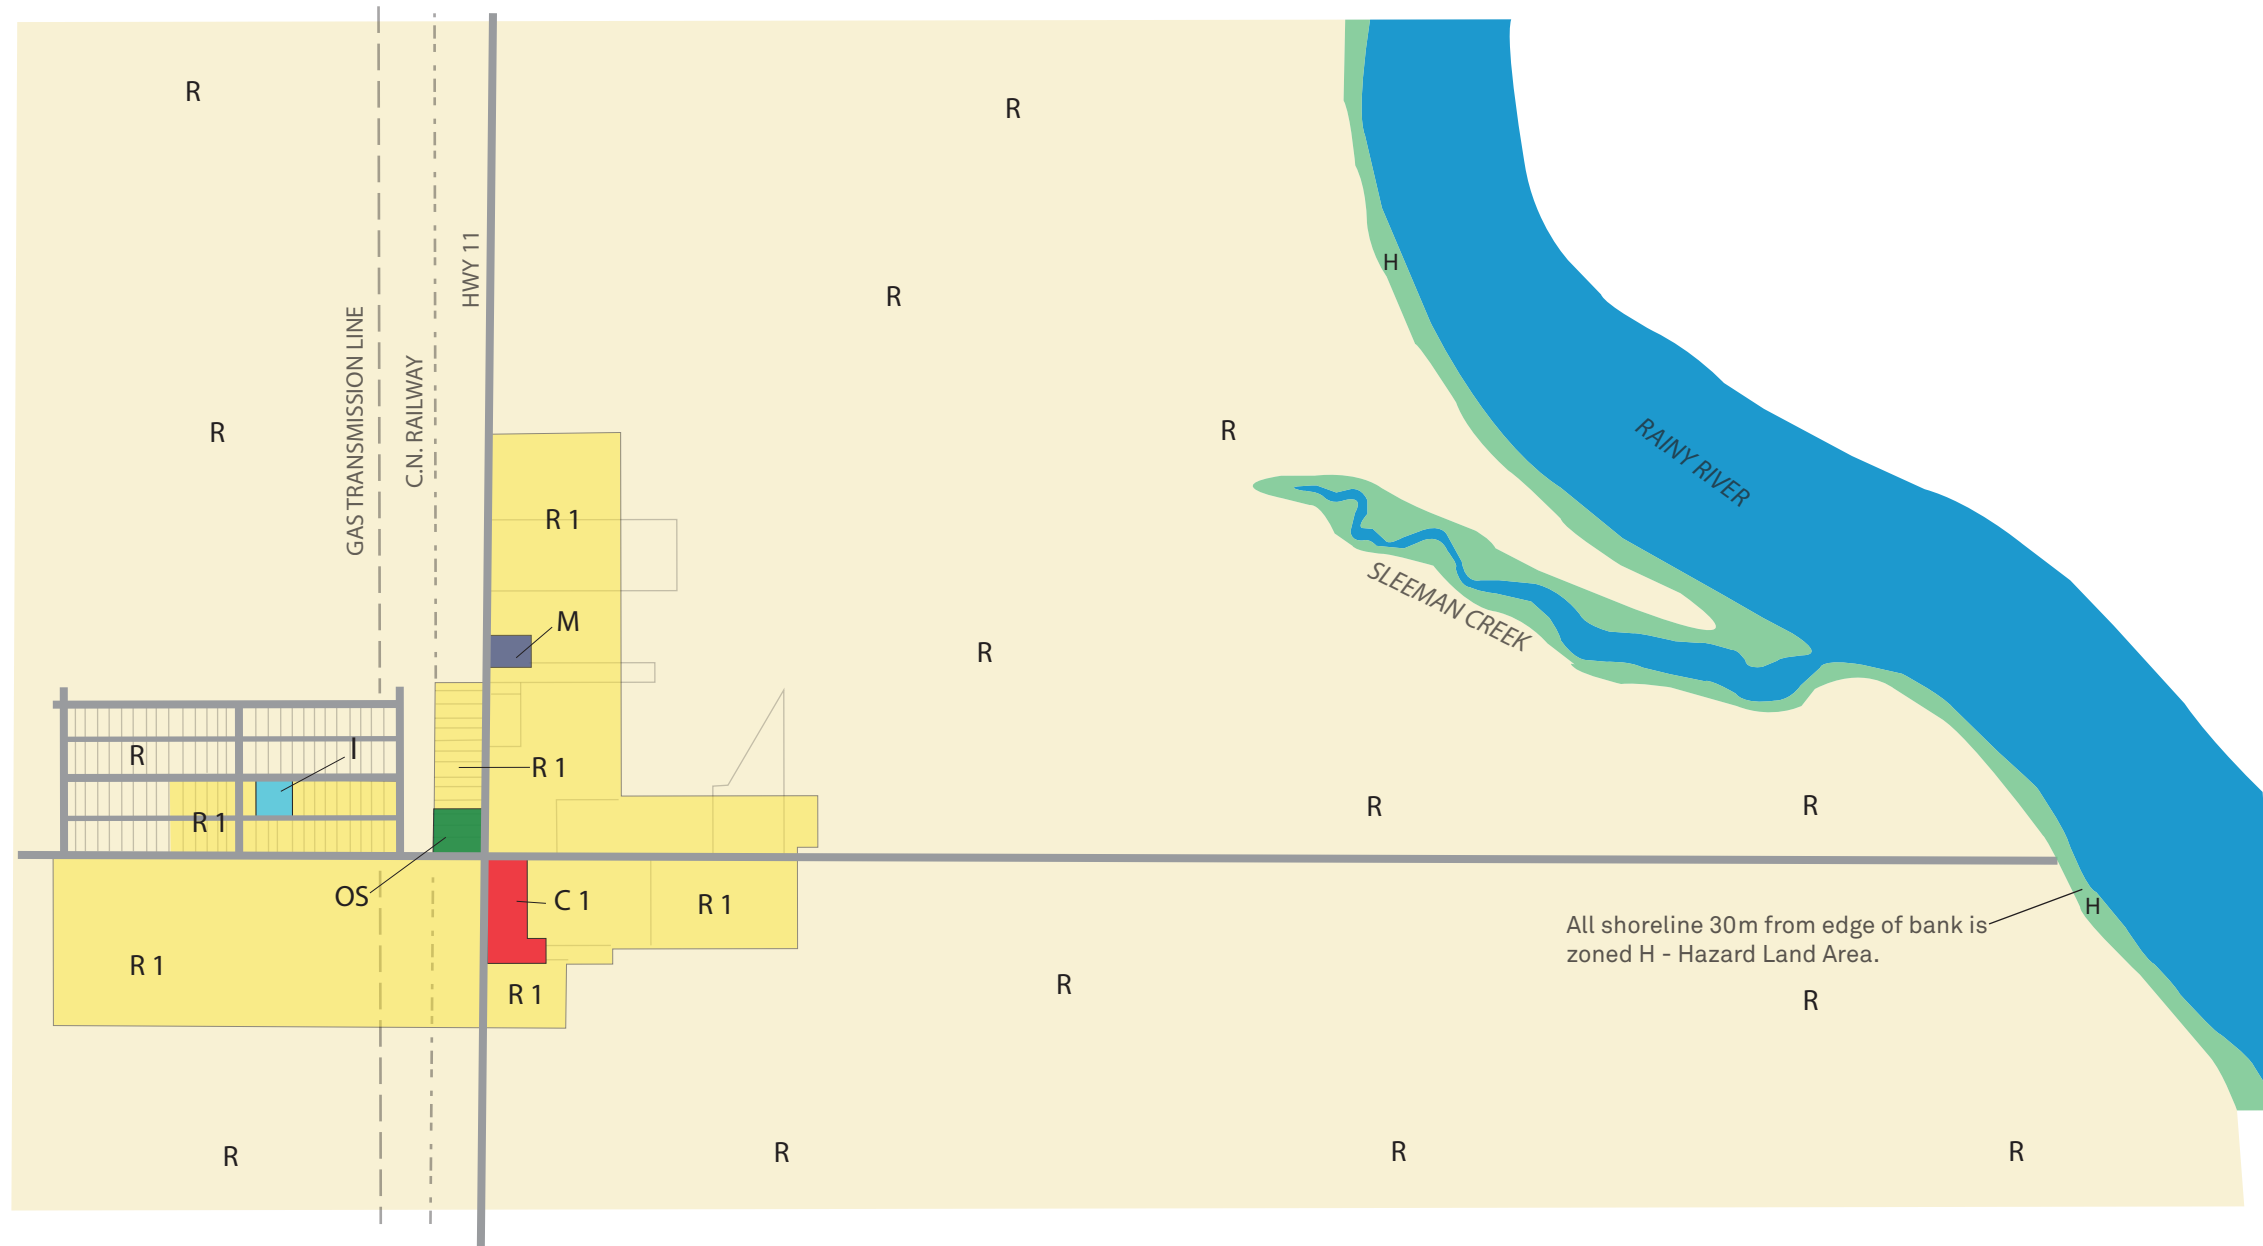 R
R
HWY 11
H
R
GAS TRANSMISSION LINE
C.N. RAILWAY
R
R
RAINY RIVER
R 1
SLEEMAN CREEK
M
R
R
I
R 1
R
R
R 1
OS
C 1
R 1
All shoreline 30m from edge of bank is
zoned H - Hazard Land Area.
H
R 1
R
R 1
R
R
R
R
R